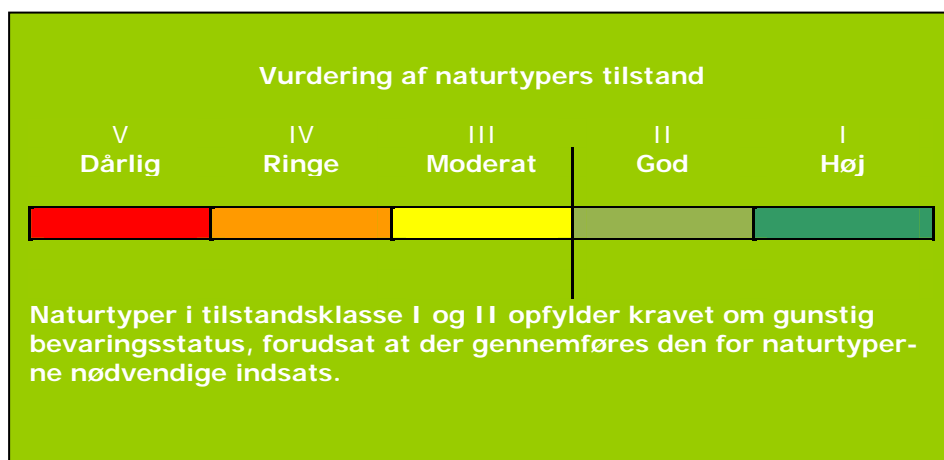 Vurdering af naturtypers tilstand
V IV III II I
Dårlig Ringe Moderat God Høj
Naturtyper i tilstandsklasse I og II opfylder kravet om gunstig
bevaringsstatus, forudsat at der gennemføres den for naturtyper-
ne nødvendige indsats.